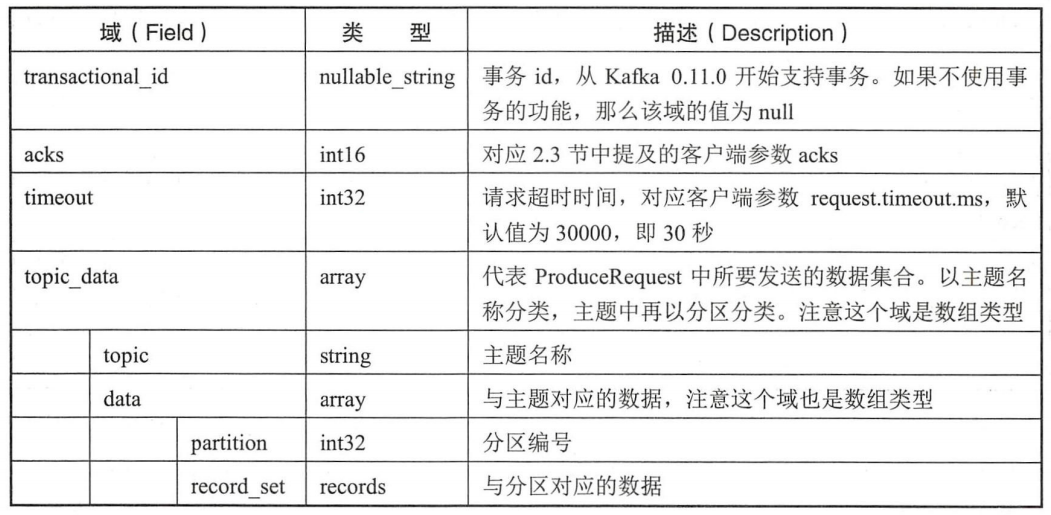 域（Field） 类 型 描述（Description）
transactional_id nullable_string 事务 id，从 Kafka 0.11.0 开始支持事务。如果不使用事
务的功能，那么该域的值为 null
acks int16 对应 2.3 节中提及的客户端参数 acks
timeout int32 请求超时时间，对应客户端参数 request.timeout.ms，默
认值为 30000，即 30 秒
topic_data array 代表 ProduceRequest 中所要发送的数据集合。以主题名
称分类，主题中再以分区分类。注意这个域是数组类型
topic string 主题名称
data array 与主题对应的数据，注意这个域也是数组类型
partition int32 分区编号
record_set records 与分区对应的数据